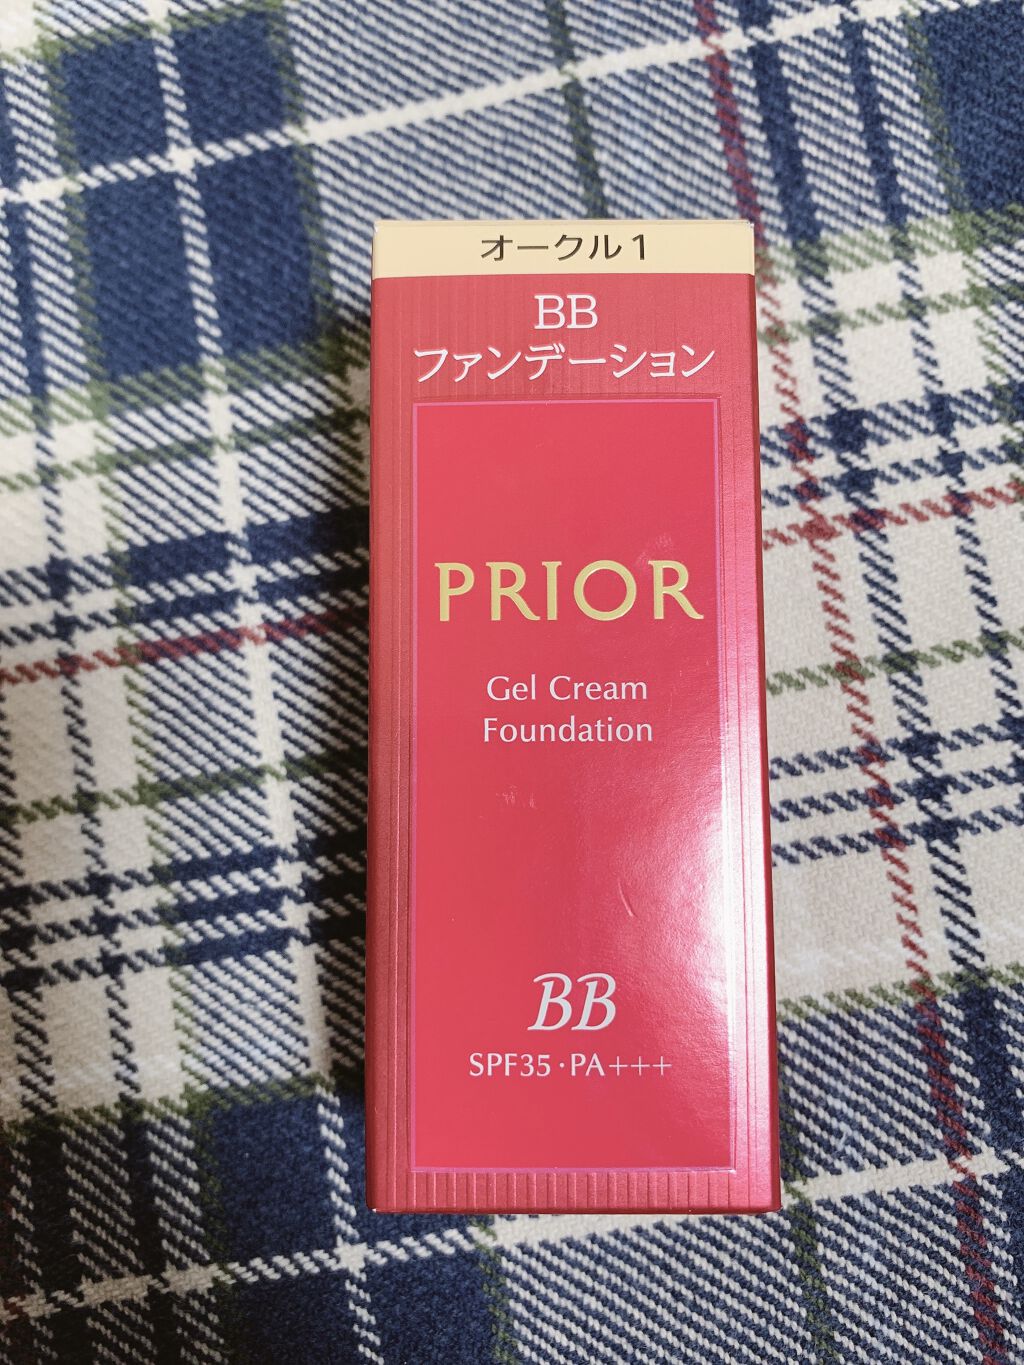 オークル1
BB
ファンデーション
PRIOR
Gel Cream
Foundation
BB
SPF35・PA+++